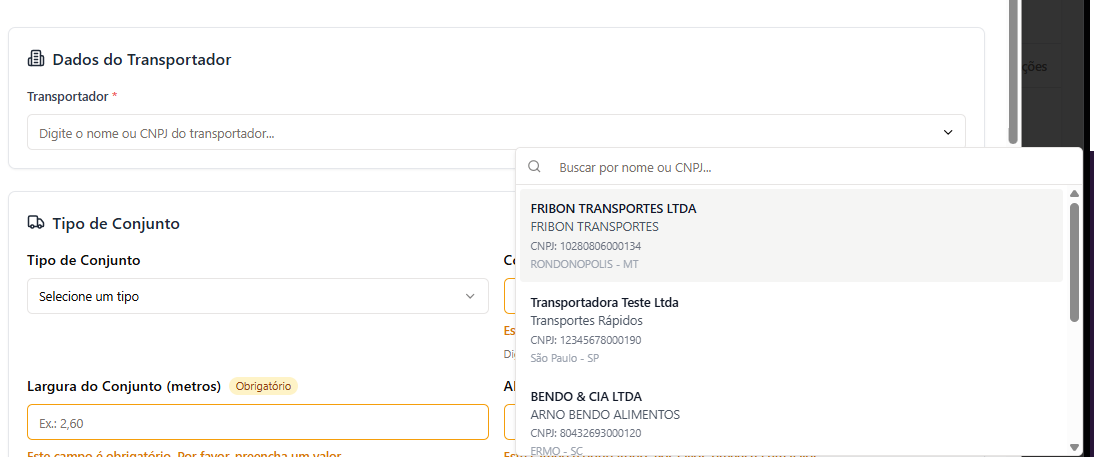 Dados do Transportador
ções
Transportador *
Digite o nome ou CNPJ do transportador...
Buscar por nome ou CNPJ...
FRIBON TRANSPORTES LTDA
FRIBON TRANSPORTES
CNPJ: 10280806000134
RONDONOPOLIS - MT
Transportadora Teste Ltda
Transportes Rápidos
CNPJ: 12345678000190
São Paulo - SP
BENDO & CIA LTDA
ARNO BENDO ALIMENTOS
CNPJ: 80432693000120
ERMO - SC
Tipo de Conjunto
Tipo de Conjunto
Selecione um tipo
Largura do Conjunto (metros) Obrigatório
Ex.: 2,60
Este campo é obrigatório. Por favor, preencha um valor.